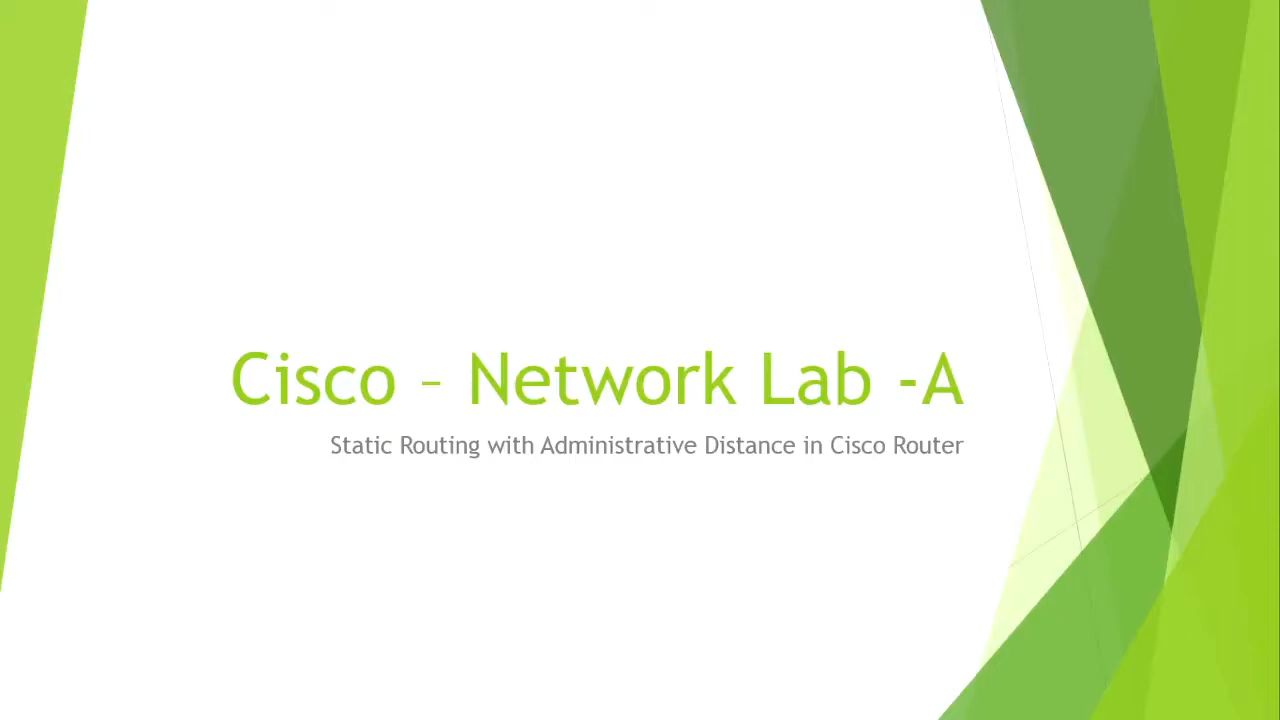 Cisco – Network Lab -A
Static Routing with Administrative Distance in Cisco Router